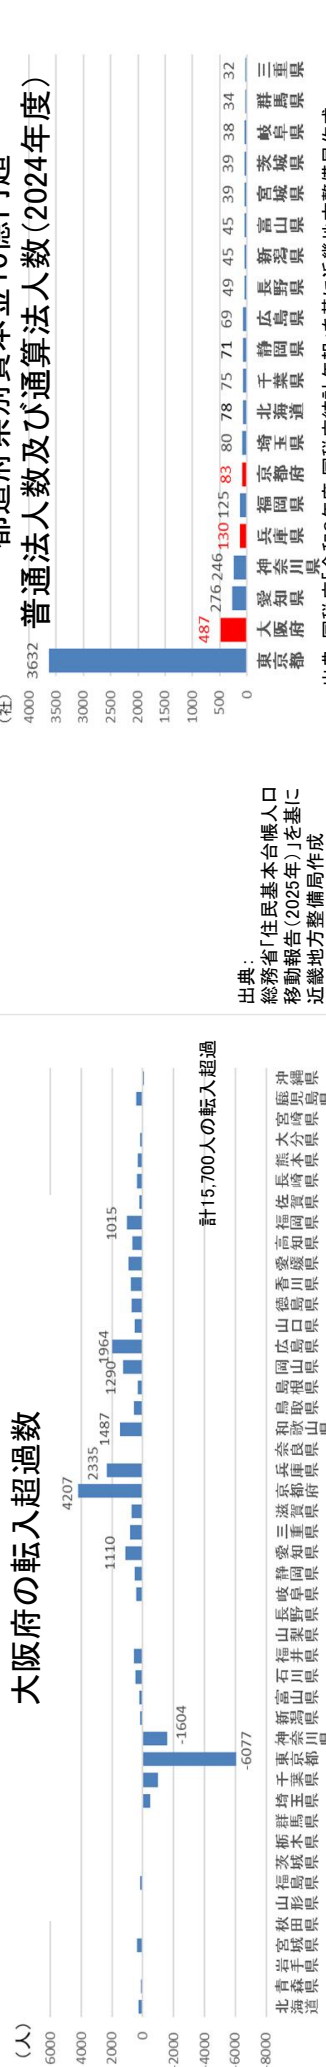 大阪府の転入超過数
(人)
6000
4000
2000
0
-2000
-4000
-6000
-8000
4207
2335
1487
1290
1964
1015
1110
-1604
-6077
計15,700人の転入超過
北海道
青森県
岩手県
宮城県
秋田県
山形県
福島県
茨城県
栃木県
群馬県
埼玉県
千葉県
東京都
神奈川県
新潟県
富山県
石川県
福井県
山梨県
長野県
岐阜県
静岡県
愛知県
三重県
滋賀県
京都府
兵庫県
奈良県
和歌山県
鳥取県
島根県
岡山県
広島県
山口県
徳島県
香川県
愛媛県
高知県
福岡県
佐賀県
長崎県
熊本県
大分県
宮崎県
鹿児島県
沖縄県
出典:
総務省「住民基本台帳人口
移動報告(2025年)」を基に
近畿地方整備局作成
普通法人数及び通算法人数(2024年度)
(社)
4000
3500
3000
2500
2000
1500
1000
500
0
3632
487
276
246
130
125
83
80
78
75
71
69
49
45
45
39
39
38
34
32
東京都
大阪府
愛知県
神奈川県
兵庫県
福岡県
京都府
埼玉県
北海道
千葉県
静岡県
広島県
長野県
新潟県
富山県
宮城県
茨城県
岐阜県
群馬県
三重県